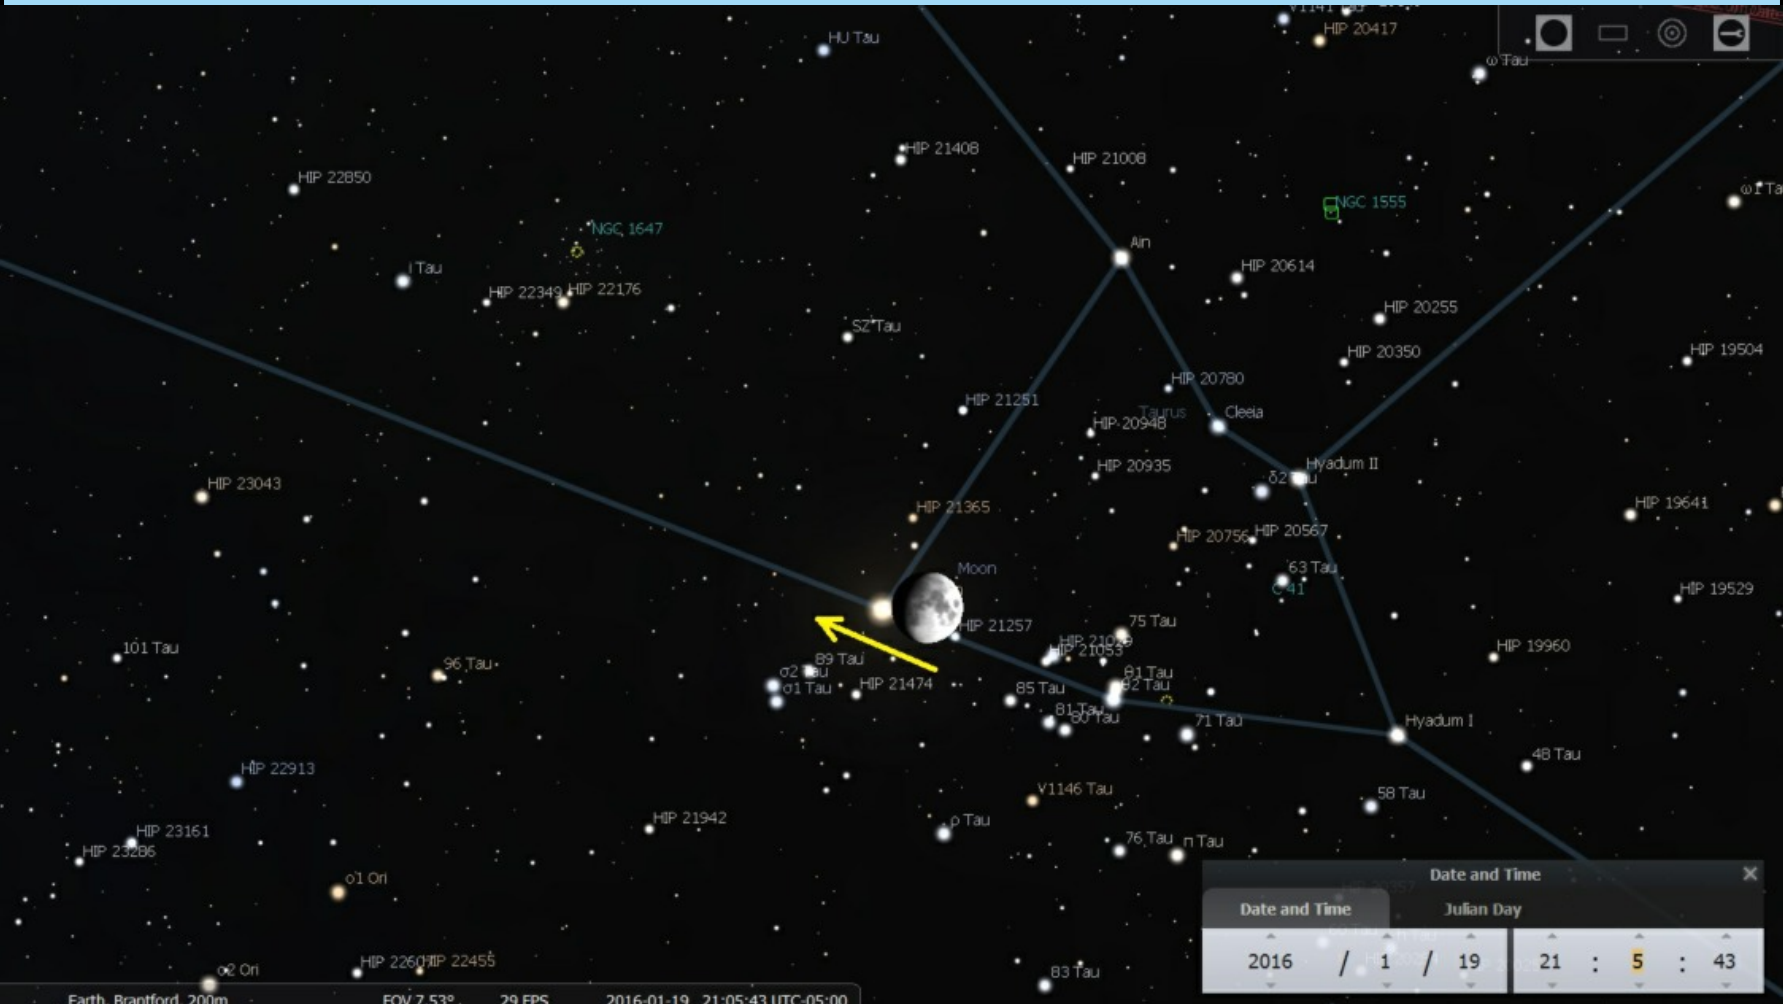 HU Tau
HIP 20417
ω Tau
HIP 21408
HIP 21008
HIP 22850
NGC 1555
NGC 1647
Ain
i Tau
HIP 20614
HIP 22349
HIP 22176
HIP 20255
SZ Tau
HIP 20350
HIP 19504
HIP 20780
HIP 21251
Taurus
Cleeia
HIP 20948
HIP 20935
Hyadum II
HIP 23043
δ2 Tau
HIP 21365
HIP 19641
HIP 20756
HIP 20567
Moon
63 Tau
C 41
HIP 19529
HIP 21257
75 Tau
HIP 21029
HIP 21053
101 Tau
HIP 19960
96 Tau
89 Tau
σ2 Tau
σ1 Tau
HIP 21474
θ1 Tau
θ2 Tau
85 Tau
81 Tau
80 Tau
71 Tau
Hyadum I
48 Tau
HIP 22913
V1146 Tau
58 Tau
HIP 21942
ρ Tau
HIP 23161
HIP 23286
76 Tau
π Tau
ο1 Ori
Date and Time
Date and Time
Julian Day
2016 / 1 / 19 21 : 5 : 43
HIP 22455
ο2 Ori
83 Tau
Earth, Brantford, 200m FOV 7.53° 29 FPS 2016-01-19 21:05:43 UTC-05:00